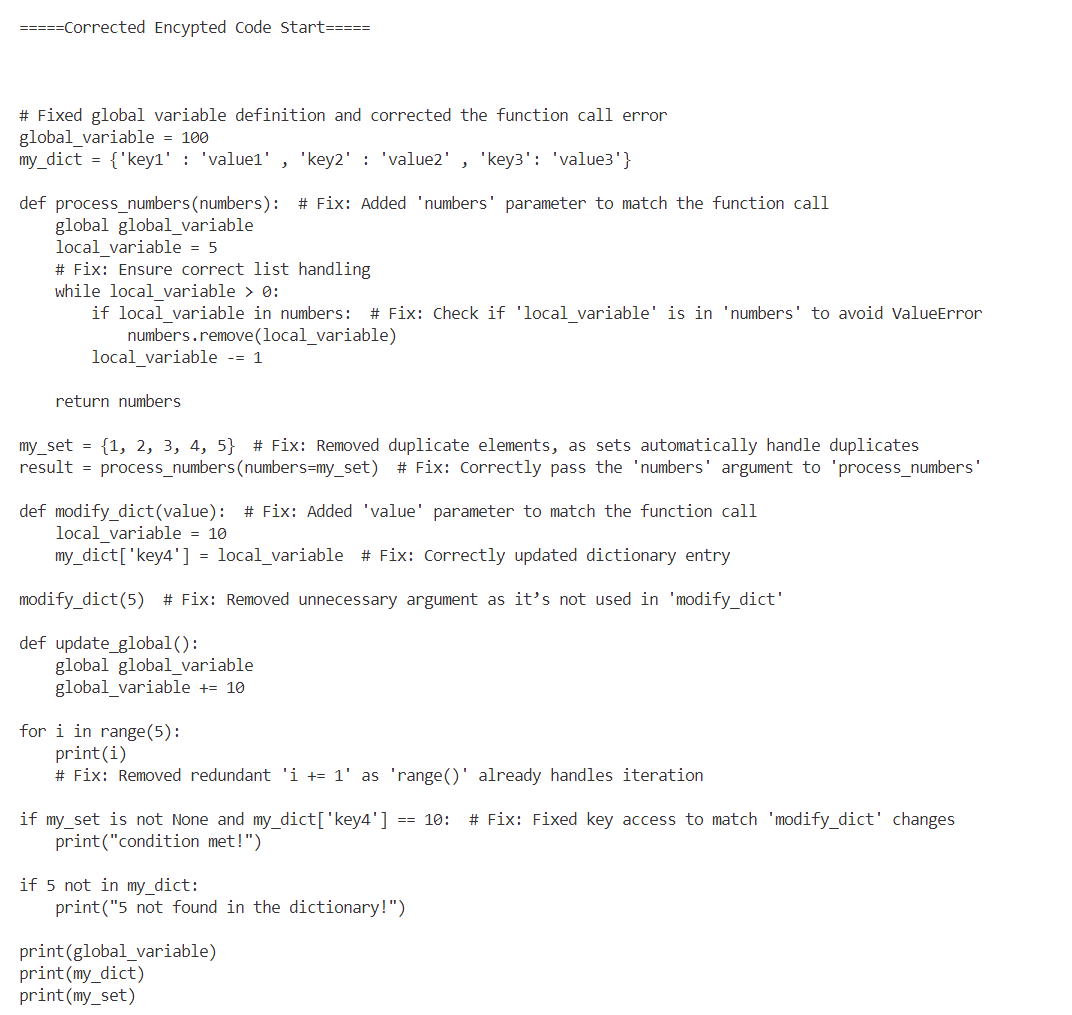 =====Corrected Encypted Code Start=====
# Fixed global variable definition and corrected the function call error
global_variable = 100
my_dict = {'key1' : 'value1' , 'key2' : 'value2' , 'key3': 'value3'}
def process_numbers(numbers):  # Fix: Added 'numbers' parameter to match the function call
    global global_variable
    local_variable = 5
    # Fix: Ensure correct list handling
    while local_variable > 0:
        if local_variable in numbers:  # Fix: Check if 'local_variable' is in 'numbers' to avoid ValueError
            numbers.remove(local_variable)
        local_variable -= 1
    return numbers
my_set = {1, 2, 3, 4, 5}  # Fix: Removed duplicate elements, as sets automatically handle duplicates
result = process_numbers(numbers=my_set)  # Fix: Correctly pass the 'numbers' argument to 'process_numbers'
def modify_dict(value):  # Fix: Added 'value' parameter to match the function call
    local_variable = 10
    my_dict['key4'] = local_variable  # Fix: Correctly updated dictionary entry
modify_dict(5)  # Fix: Removed unnecessary argument as it’s not used in 'modify_dict'
def update_global():
    global global_variable
    global_variable += 10
for i in range(5):
    print(i)
    # Fix: Removed redundant 'i += 1' as 'range()' already handles iteration
if my_set is not None and my_dict['key4'] == 10:  # Fix: Fixed key access to match 'modify_dict' changes
    print("condition met!")
if 5 not in my_dict:
    print("5 not found in the dictionary!")
print(global_variable)
print(my_dict)
print(my_set)